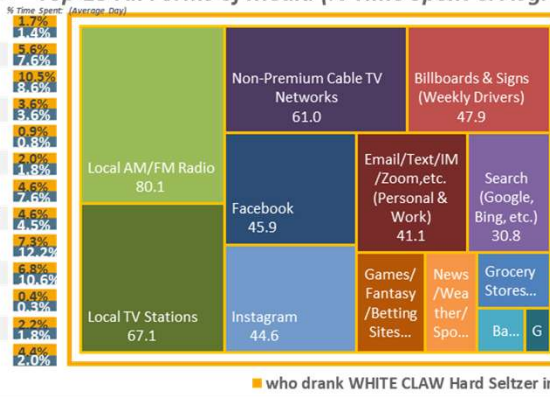 % Time Spent: (Average Day)
1.7%
1.4%
5.6%
7.6%
10.5%
8.6%
3.6%
3.6%
0.9%
0.8%
2.0%
1.8%
4.6%
7.6%
4.6%
4.5%
7.3%
12.2%
6.8%
10.6%
0.4%
0.3%
2.2%
1.8%
4.4%
2.0%
Local AM/FM Radio
80.1
Local TV Stations
67.1
Non-Premium Cable TV
Networks
61.0
Billboards & Signs
(Weekly Drivers)
47.9
Facebook
45.9
Instagram
44.6
Email/Text/IM
/Zoom,etc.
(Personal &
Work)
41.1
Search
(Google,
Bing, etc.)
30.8
Games/
Fantasy
/Betting
Sites...
News
/Wea
ther/
Spo...
Grocery
Stores...
Ba...
G
who drank WHITE CLAW Hard Seltzer in